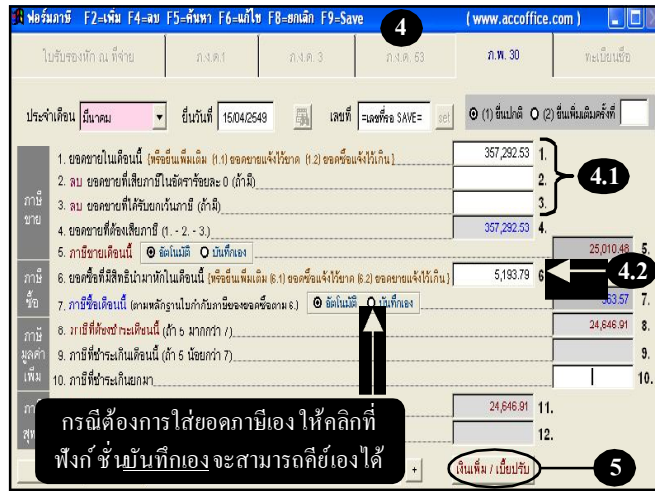 ฟอร์มภาษี F2=เพิ่ม F4=ลบ F5=ค้นหา F6=แก้ไข F8=ยกเลิก F9=Save ( www.accoffice.com )
4
ใบรับรองหัก ณ ที่จ่าย ภ.ง.ด.1 ภ.ง.ด. 3 ภ.ง.ด. 53 ภ.พ. 30 ทะเบียนชื่อ
ประจำเดือน มีนาคม ยื่นวันที่ 15/04/2549 เลขที่ =เลขที่รอ SAVE= set (1) ยื่นปกติ (2) ยื่นเพิ่มเติมครั้งที่
ภาษีขาย
1. ยอดขายในเดือนนี้ {หรือยื่นเพิ่มเติม (1.1) ยอดขายแจ้งไว้ขาด (1.2) ยอดซื้อแจ้งไว้เกิน} 357,292.53 1.
2. ลบ ยอดขายที่เสียภาษีในอัตราร้อยละ 0 (ถ้ามี) 2.
4.1
3. ลบ ยอดขายที่ได้รับยกเว้นภาษี (ถ้ามี) 3.
4. ยอดขายที่ต้องเสียภาษี (1. - 2. - 3.) 357,292.53 4.
5. ภาษีขายเดือนนี้ อัตโนมัติ บันทึกเอง 25,010.48 5.
ภาษีซื้อ
6. ยอดซื้อที่มีสิทธินำมาหักในเดือนนี้ {หรือยื่นเพิ่มเติม (6.1) ยอดซื้อแจ้งไว้ขาด (6.2) ยอดขายแจ้งไว้เกิน} 5,193.79 6
4.2
7. ภาษีซื้อเดือนนี้ (ตามหลักฐานใบกำกับภาษีของยอดซื้อตาม 6.) อัตโนมัติ บันทึกเอง 363.57 7.
ภาษีมูลค่าเพิ่ม
8. ภาษีที่ต้องชำระเดือนนี้ (ถ้า 5 มากกว่า 7) 24,646.91 8.
9. ภาษีที่ชำระเกินเดือนนี้ (ถ้า 5 น้อยกว่า 7) 9.
10. ภาษีที่ชำระเกินยกมา 10.
24,646.91 11.
12.
กรณีต้องการใส่ยอดภาษีเอง ให้คลิกที่
ฟังก์ชั่นบันทึกเอง จะสามารถคีย์เองได้
+ เงินเพิ่ม / เบี้ยปรับ 5